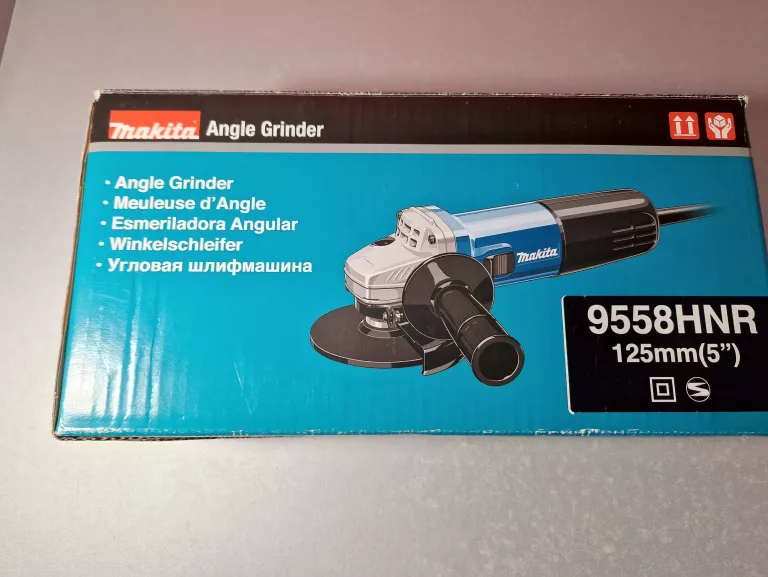 Makita Angle Grinder
• Angle Grinder
• Meuleuse d'Angle
• Esmeriladora Angular
• Winkelschleifer
• Угловая шлифмашина
Makita
9558HNR
125mm(5")